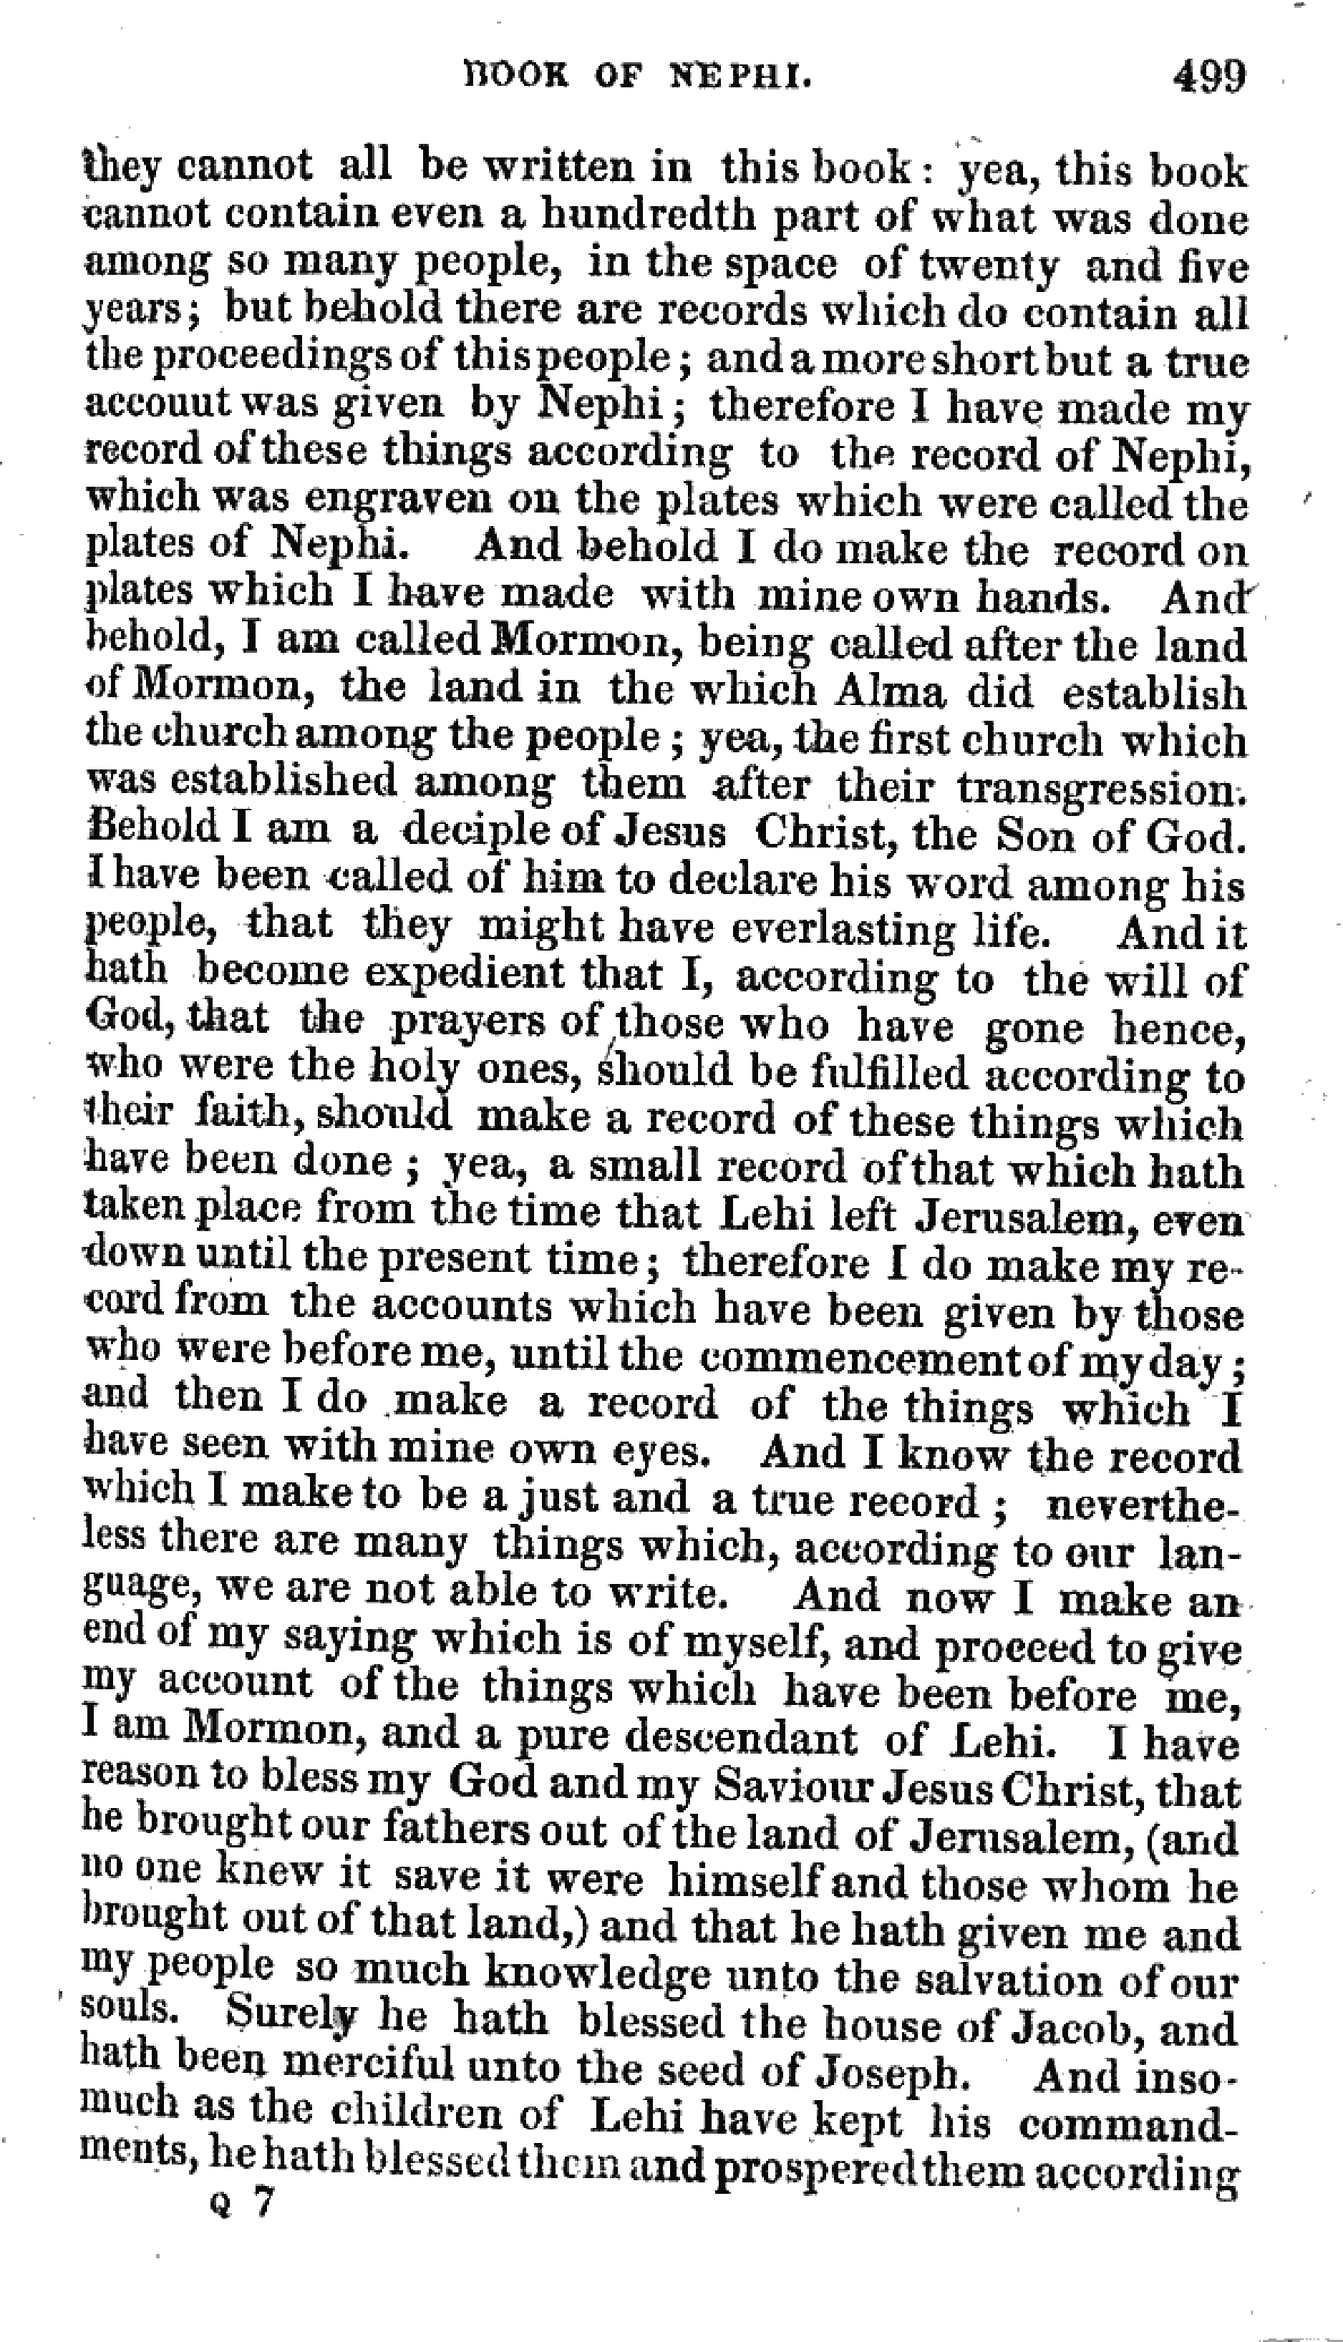 BOOK OF NEPHI. 499
they cannot all be written in this book: yea, this book
cannot contain even a hundredth part of what was done
among so many people, in the space of twenty and five
years; but behold there are records which do contain all
the proceedings of this people; and a more short but a true
accouut was given by Nephi; therefore I have made my
record of these things according to the record of Nephi,
which was engraven on the plates which were called the
plates of Nephi. And behold I do make the record on
plates which I have made with mine own hands. And
behold, I am called Mormon, being called after the land
of Mormon, the land in the which Alma did establish
the church among the people; yea, the first church which
was established among them after their transgression.
Behold I am a deciple of Jesus Christ, the Son of God.
I have been called of him to declare his word among his
people, that they might have everlasting life. And it
hath become expedient that I, according to the will of
God, that the prayers of those who have gone hence,
who were the holy ones, should be fulfilled according to
their faith, should make a record of these things which
have been done; yea, a small record of that which hath
taken place from the time that Lehi left Jerusalem, even
down until the present time; therefore I do make my re-
cord from the accounts which have been given by those
who were before me, until the commencement of my day;
and then I do make a record of the things which I
have seen with mine own eyes. And I know the record
which I make to be a just and a true record; neverthe-
less there are many things which, according to our lan-
guage, we are not able to write. And now I make an
end of my saying which is of myself, and proceed to give
my account of the things which have been before me,
I am Mormon, and a pure descendant of Lehi. I have
reason to bless my God and my Saviour Jesus Christ, that
he brought our fathers out of the land of Jerusalem, (and
no one knew it save it were himself and those whom he
brought out of that land,) and that he hath given me and
my people so much knowledge unto the salvation of our
souls. Surely he hath blessed the house of Jacob, and
hath been merciful unto the seed of Joseph. And inso-
much as the children of Lehi have kept his command-
ments, he hath blessed them and prospered them according
Q 7